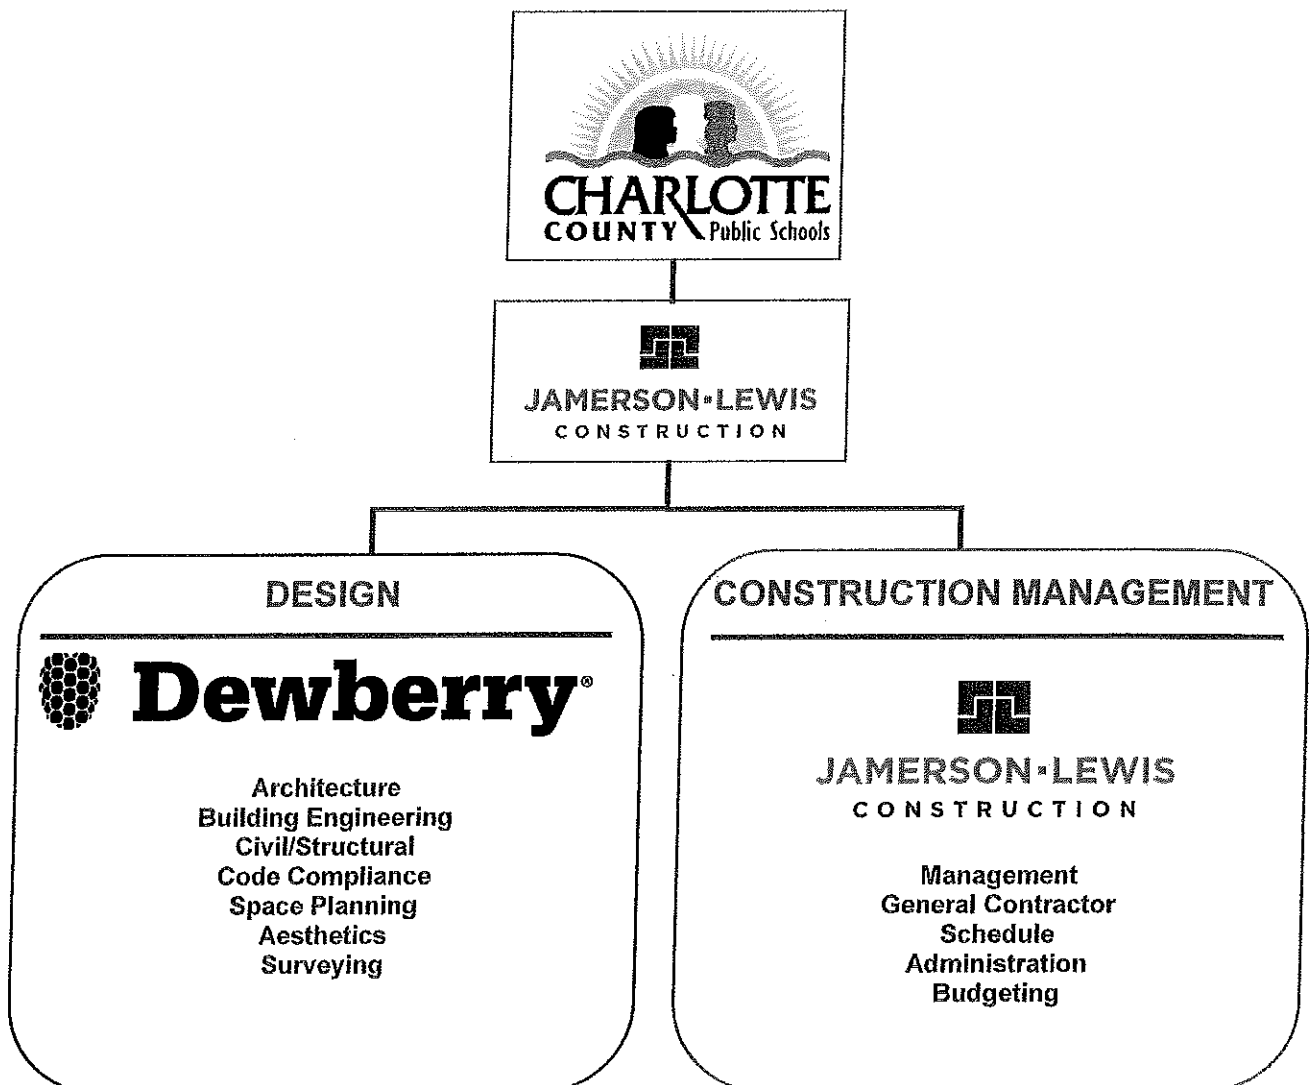 CHARLOTTE
COUNTY Public Schools
JAMERSON▪LEWIS
CONSTRUCTION
DESIGN
Dewberry®
Architecture
Building Engineering
Civil/Structural
Code Compliance
Space Planning
Aesthetics
Surveying
CONSTRUCTION MANAGEMENT
JAMERSON▪LEWIS
CONSTRUCTION
Management
General Contractor
Schedule
Administration
Budgeting